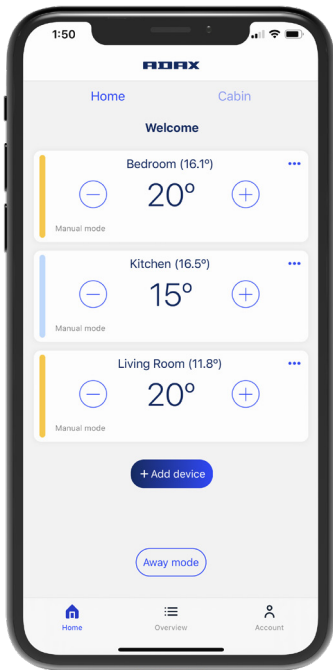 1:50
ADAX
Home Cabin
Welcome
Bedroom (16.1º)
20º
Manual mode
Kitchen (16.5º)
15º
Manual mode
Living Room (11.8º)
20º
Manual mode
+ Add device
Away mode
Home Overview Account